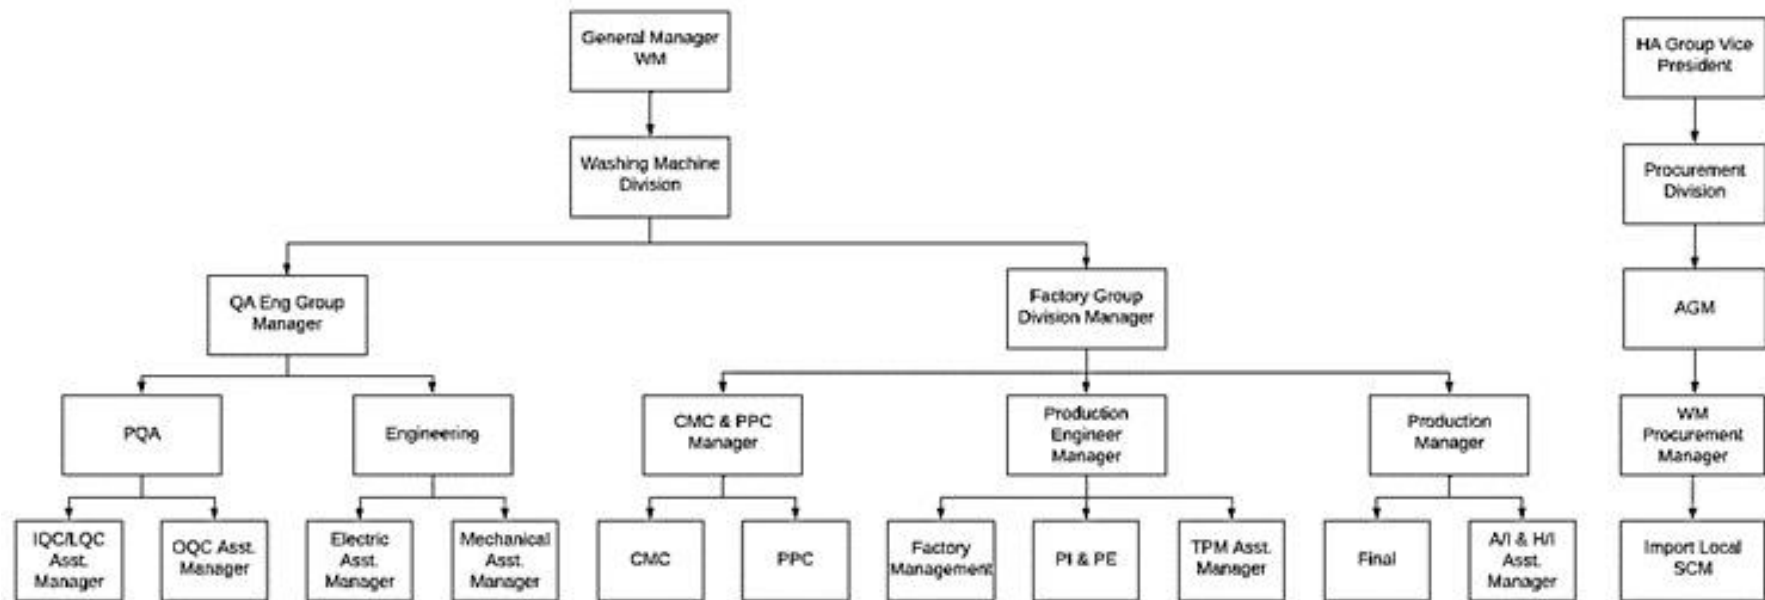 General Manager
WM
HA Group Vice
President
Washing Machine
Division
Procurement
Division
QA Eng Group
Manager
Factory Group
Division Manager
AGM
PQA
Engineering
CMC & PPC
Manager
Production
Engineer
Manager
Production
Manager
WM
Procurement
Manager
IQC/LQC
Asst.
Manager
OQC Asst.
Manager
Electric
Asst.
Manager
Mechanical
Asst.
Manager
CMC
PPC
Factory
Management
PI & PE
TPM Asst.
Manager
Final
A/I & H/I
Asst.
Manager
Import Local
SCM